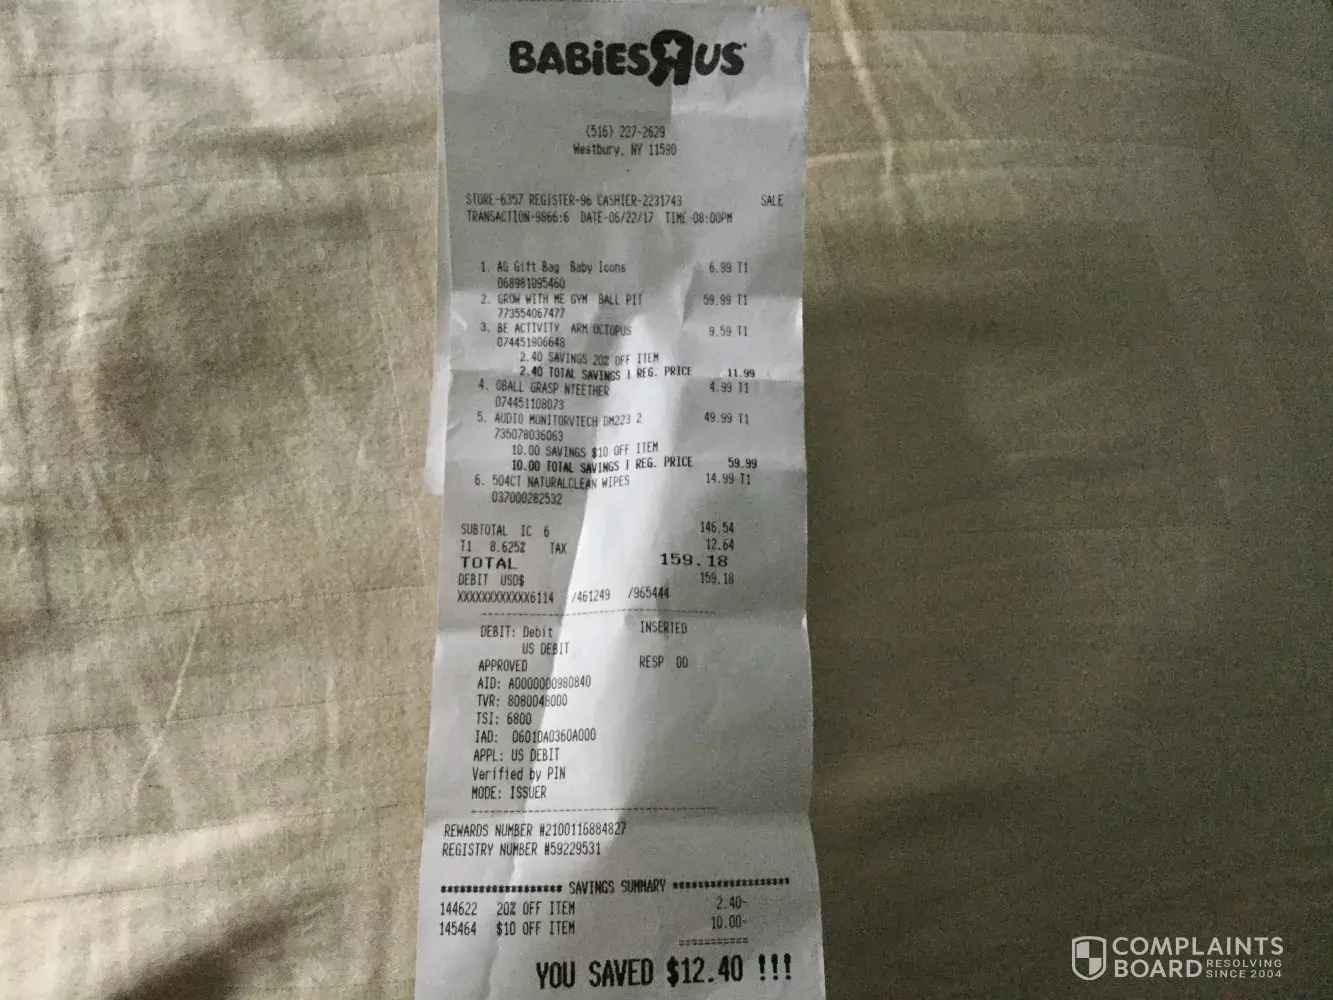 BABiESRUS
(516) 227-2629
Westbury, NY 11590
STORE-6357 REGISTER-96 CASHIER-2231743 SALE
TRANSACTION-9866:6 DATE-06/22/17 TIME-08:00PM
1. AG Gift Bag Baby Icons 6.99 T1
068981095460
2. GROW WITH ME GYM BALL PIT 59.99 T1
773554067477
3. BE ACTIVITY ARM OCTOPUS 9.59 T1
074451906648
2.40 SAVINGS 20% OFF ITEM
2.40 TOTAL SAVINGS | REG. PRICE 11.99
4. OBALL GRASP NTEETHER 4.99 T1
074451108073
5. AUDIO MONITORVTECH DM223 2 49.99 T1
735078036063
10.00 SAVINGS $10 OFF ITEM
10.00 TOTAL SAVINGS | REG. PRICE 59.99
6. 504CT NATURALCLEAN WIPES 14.99 T1
037000282532
SUBTOTAL IC 6 146.54
T1 8.625% TAX 12.64
TOTAL 159.18
DEBIT USD$ 159.18
XXXXXXXXXXXX6114 /461249 /965444
DEBIT: Debit INSERTED
US DEBIT
APPROVED RESP 00
AID: A0000000980840
TVR: 8080048000
TSI: 6800
IAD: 06010A0360A000
APPL: US DEBIT
Verified by PIN
MODE: ISSUER
REWARDS NUMBER #2100116884827
REGISTRY NUMBER #59229531
******************* SAVINGS SUMMARY *******************
144622 20% OFF ITEM 2.40-
145464 $10 OFF ITEM 10.00-
===========
YOU SAVED $12.40 !!!
COMPLAINTS
BOARD RESOLVING
SINCE 2004